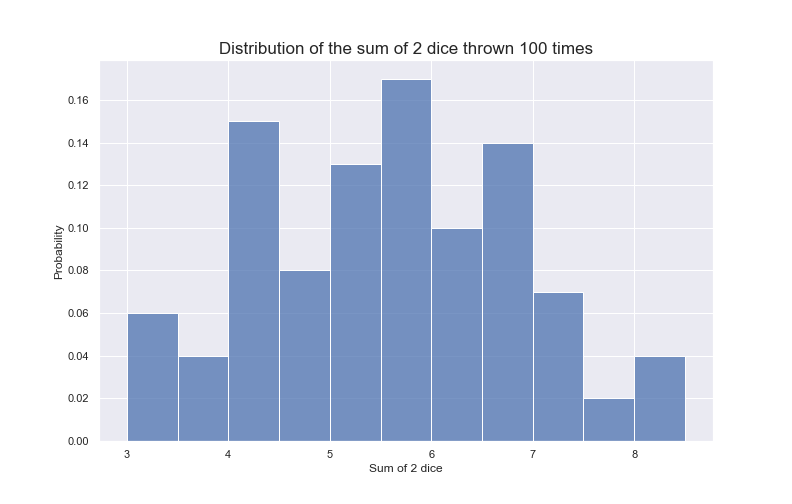 Distribution of the sum of 2 dice thrown 100 times
0.16
0.14
0.12
0.10
0.08
0.06
0.04
0.02
0.00
Probability
3 4 5 6 7 8
Sum of 2 dice